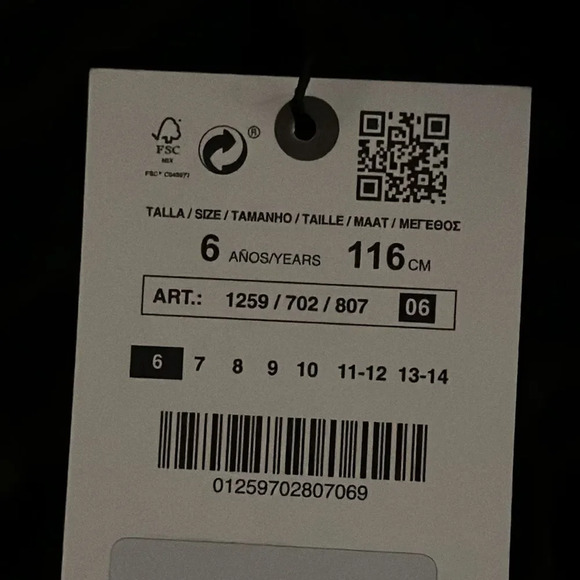 FSC
MIX
®
TALLA / SIZE / TAMANHO / TAILLE / MAAT / ΜΕΓΕΘΟΣ
6 AÑOS/YEARS 116 CM
ART.: 1259 / 702 / 807 06
6 7 8 9 10 11-12 13-14
01259702807069